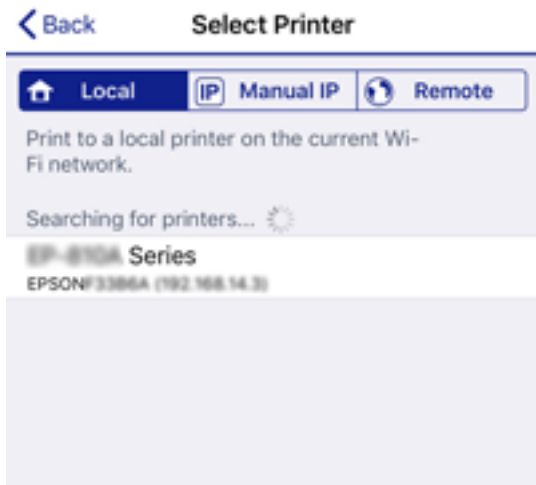 Back
Select Printer
Local
IP Manual IP
Remote
Print to a local printer on the current Wi-
Fi network.
Searching for printers...
Series
EPSON